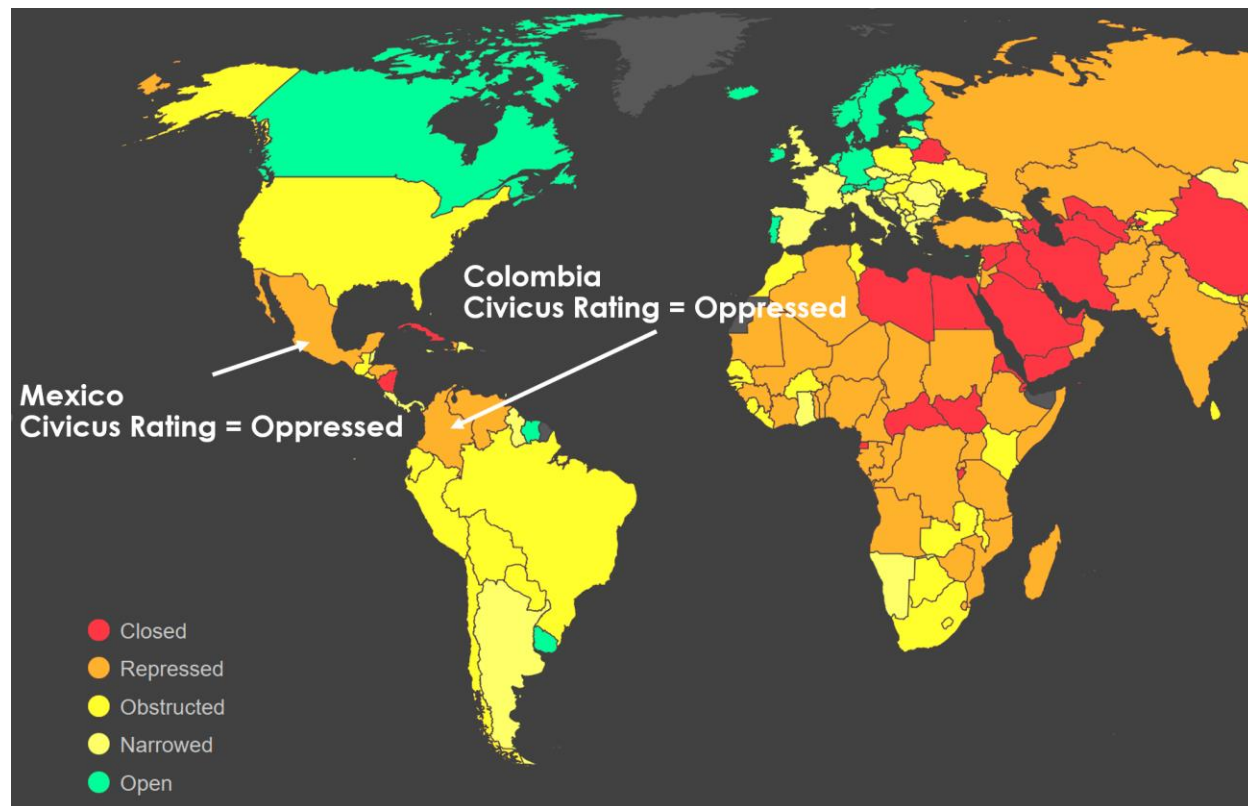 Colombia
Civicus Rating = Oppressed
Mexico
Civicus Rating = Oppressed
Closed
Repressed
Obstructed
Narrowed
Open